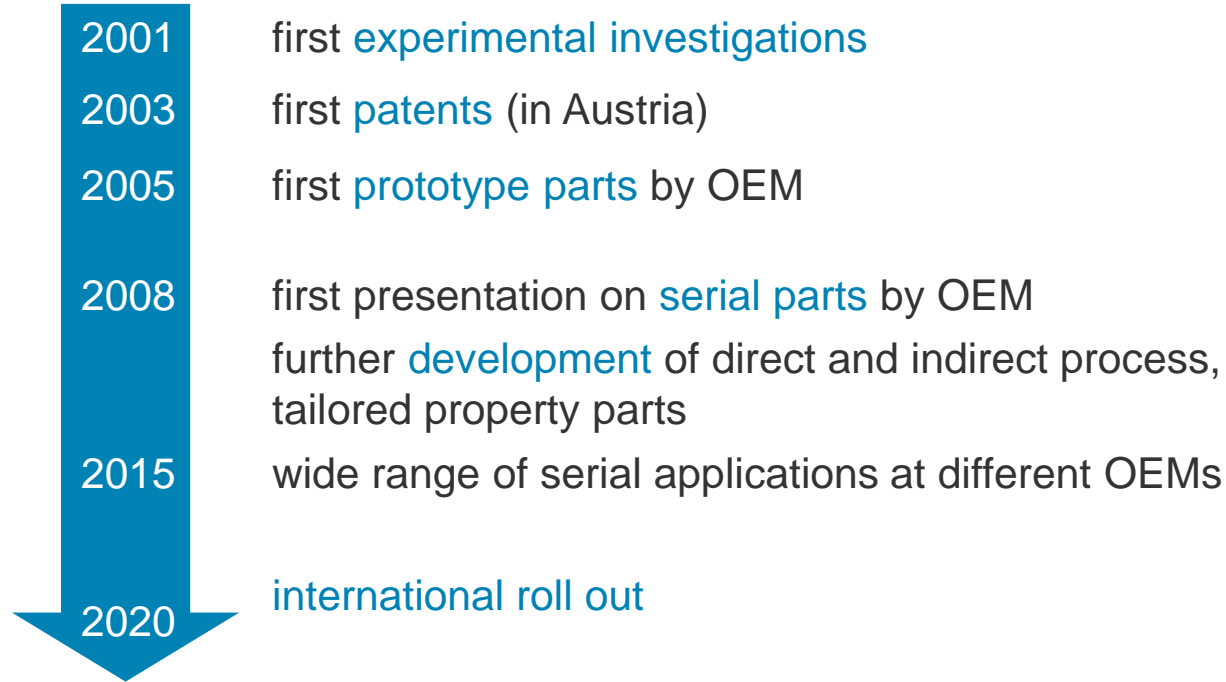 2001 first experimental investigations
2003 first patents (in Austria)
2005 first prototype parts by OEM
2008 first presentation on serial parts by OEM
further development of direct and indirect process,
tailored property parts
2015 wide range of serial applications at different OEMs
international roll out
2020